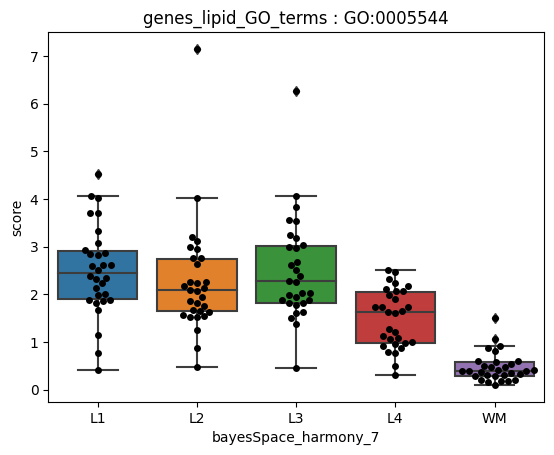 genes_lipid_GO_terms : GO:0005544
7
6
5
4
3
2
1
0
score
L1 L2 L3 L4 WM
bayesSpace_harmony_7